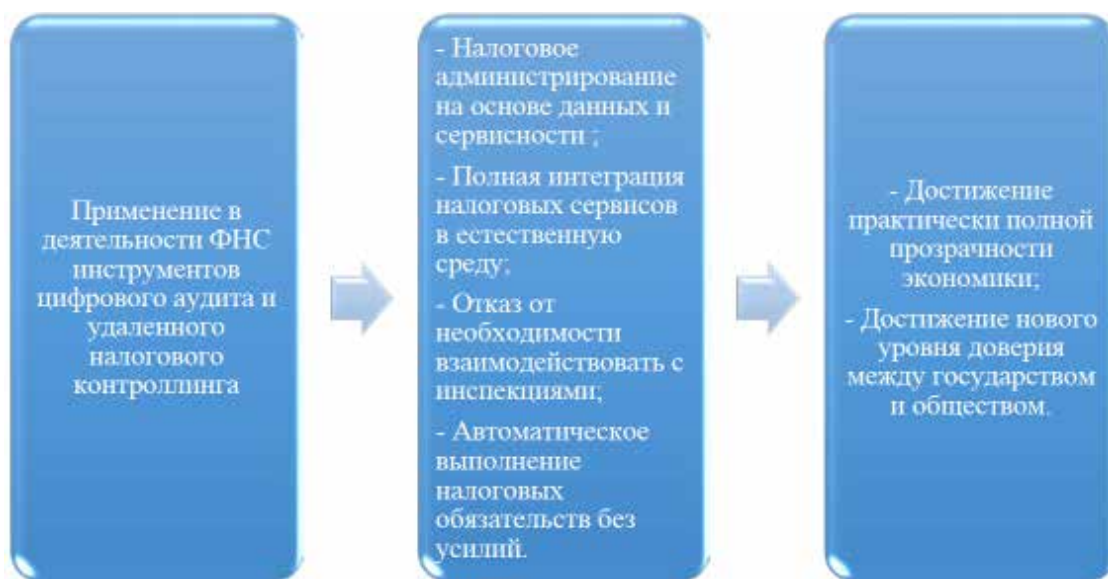 Применение в
деятельности ФНС
инструментов
цифрового аудита и
удаленного
налогового
контроллинга
- Налоговое
администрирование
на основе данных и
сервисности ;
- Полная интеграция
налоговых сервисов
в естественную
среду;
- Отказ от
необходимости
взаимодействовать с
инспекциями;
- Автоматическое
выполнение
налоговых
обязательств без
усилий.
- Достижение
практически полной
прозрачности
экономики;
- Достижение нового
уровня доверия
между государством
и обществом.